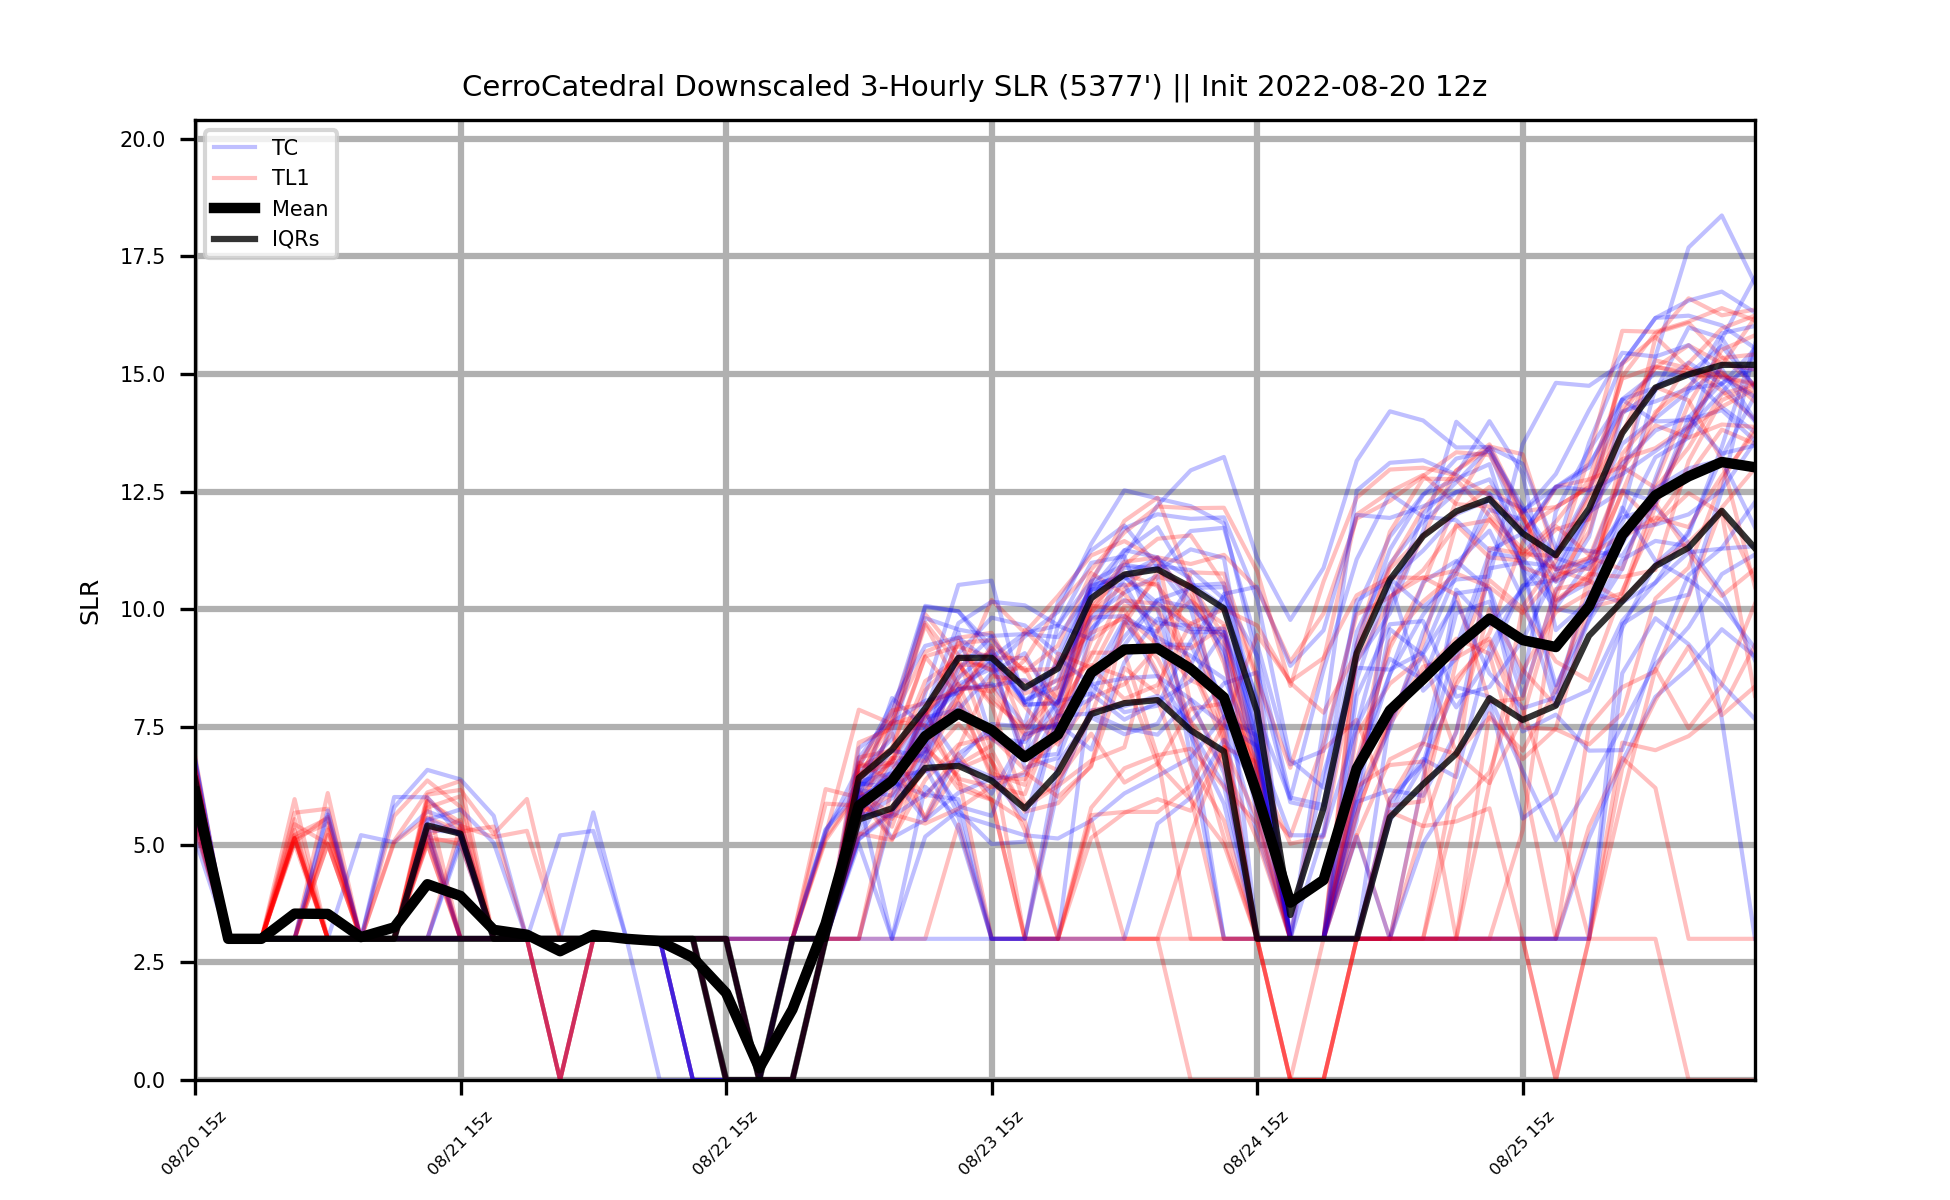 CerroCatedral Downscaled 3-Hourly SLR (5377') || Init 2022-08-20 12z
TC
TL1
Mean
IQRs
SLR
20.0
17.5
15.0
12.5
10.0
7.5
5.0
2.5
0.0
08/20 15z
08/21 15z
08/22 15z
08/23 15z
08/24 15z
08/25 15z